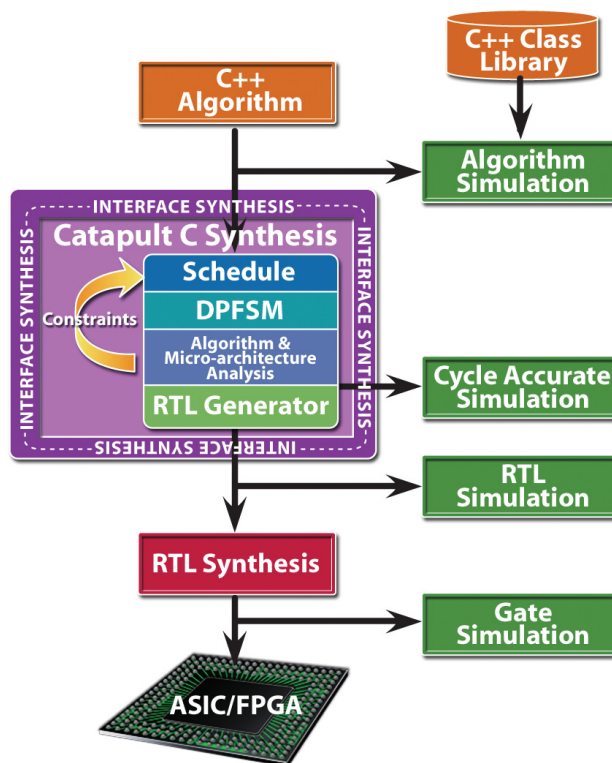 C++ Class
Library
C++
Algorithm
Algorithm
Simulation
INTERFACE SYNTHESIS
INTERFACE SYNTHESIS
Catapult C Synthesis
INTERFACE SYNTHESIS
Schedule
Constraints
DPFSM
Algorithm &
Micro-architecture
Analysis
RTL Generator
Cycle Accurate
Simulation
INTERFACE SYNTHESIS
RTL
Simulation
RTL Synthesis
Gate
Simulation
ASIC/FPGA